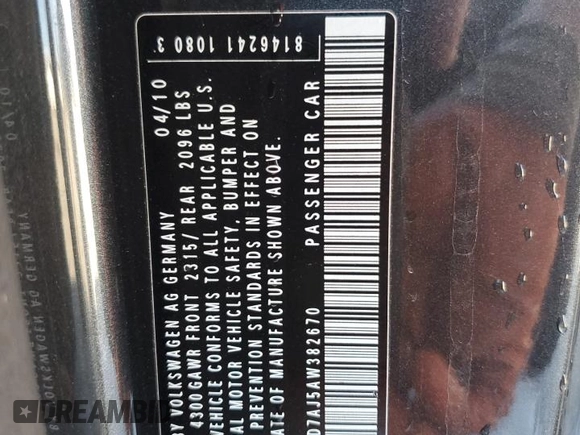 8146241 1080 3
04/10
BY VOLKSWAGEN AG GERMANY
4300GAWR FRONT 2315/ REAR 2096 LBS
VEHICLE CONFORMS TO ALL APPLICABLE U.S.
AL MOTOR VEHICLE SAFETY, BUMPER AND
PREVENTION STANDARDS IN EFFECT ON
ATE OF MANUFACTURE SHOWN ABOVE.
D7AJ5AW382670 PASSENGER CAR
DREAMBID